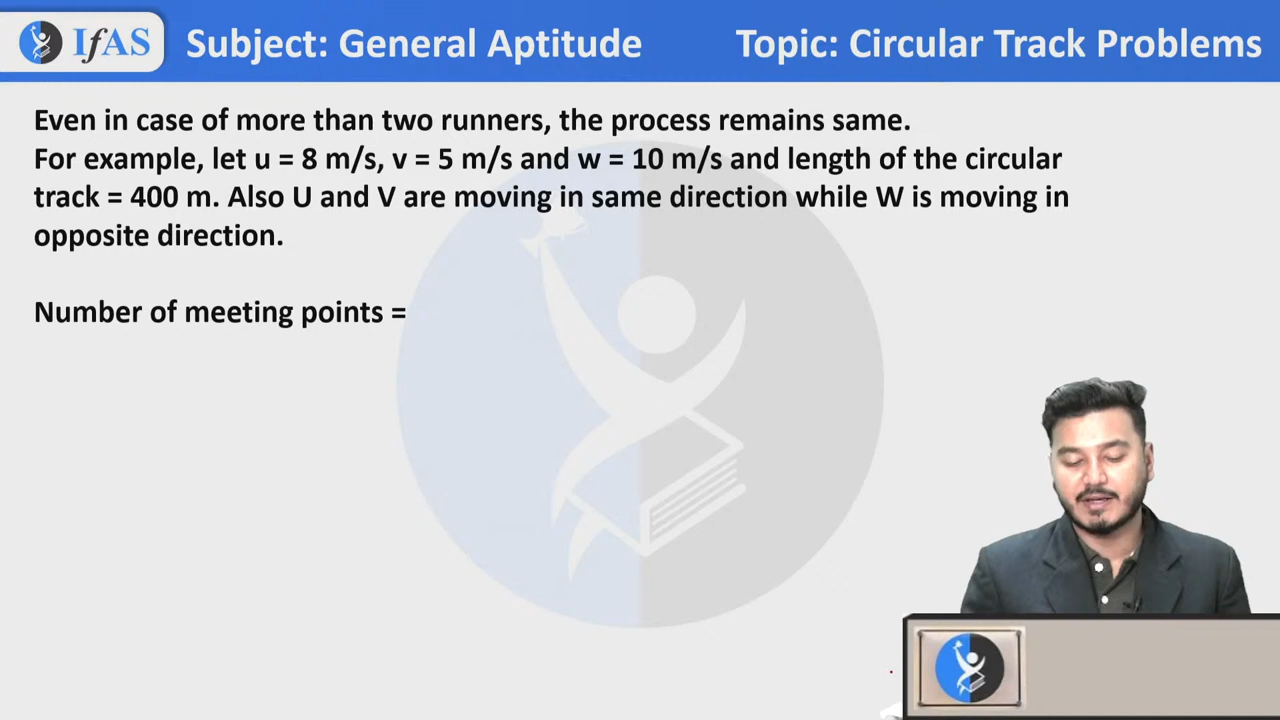 IfAS
Subject: General Aptitude
Topic: Circular Track Problems
Even in case of more than two runners, the process remains same.
For example, let u = 8 m/s, v = 5 m/s and w = 10 m/s and length of the circular
track = 400 m. Also U and V are moving in same direction while W is moving in
opposite direction.
Number of meeting points =